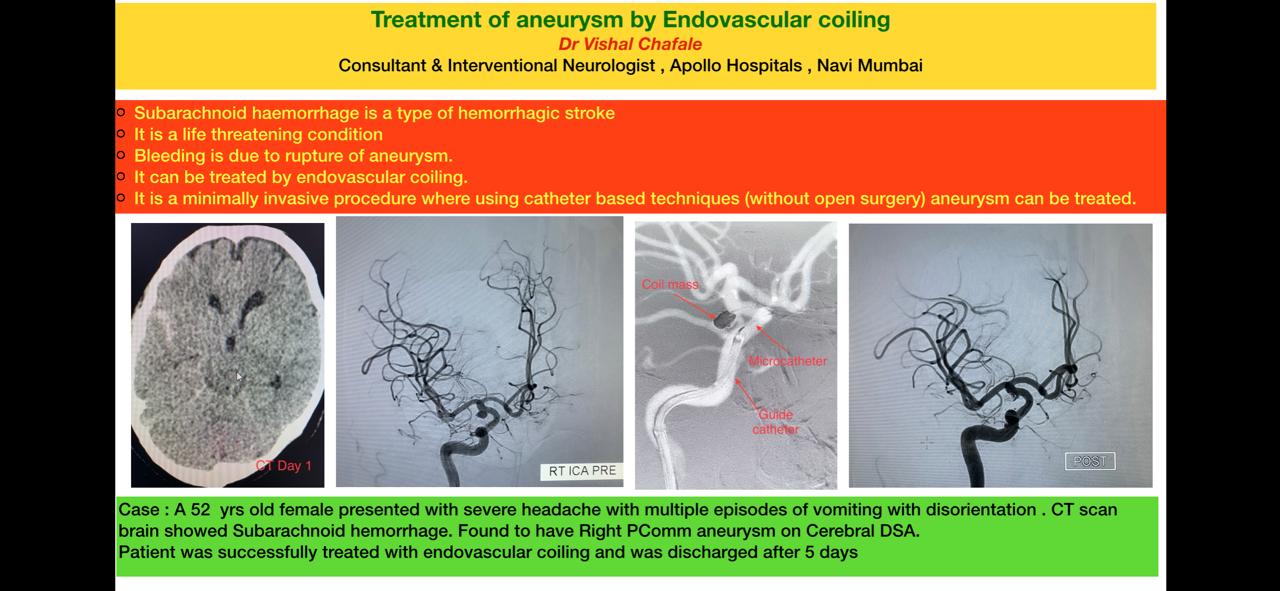 Treatment of aneurysm by Endovascular coiling
Dr Vishal Chafale
Consultant & Interventional Neurologist , Apollo Hospitals , Navi Mumbai
Subarachnoid haemorrhage is a type of hemorrhagic stroke
It is a life threatening condition
Bleeding is due to rupture of aneurysm.
It can be treated by endovascular coiling.
It is a minimally invasive procedure where using catheter based techniques (without open surgery) aneurysm can be treated.
CT Day 1
RT ICA PRE
Coil mass
Microcatheter
Guide
catheter
POST
Case : A 52 yrs old female presented with severe headache with multiple episodes of vomiting with disorientation . CT scan
brain showed Subarachnoid hemorrhage. Found to have Right PComm aneurysm on Cerebral DSA.
Patient was successfully treated with endovascular coiling and was discharged after 5 days